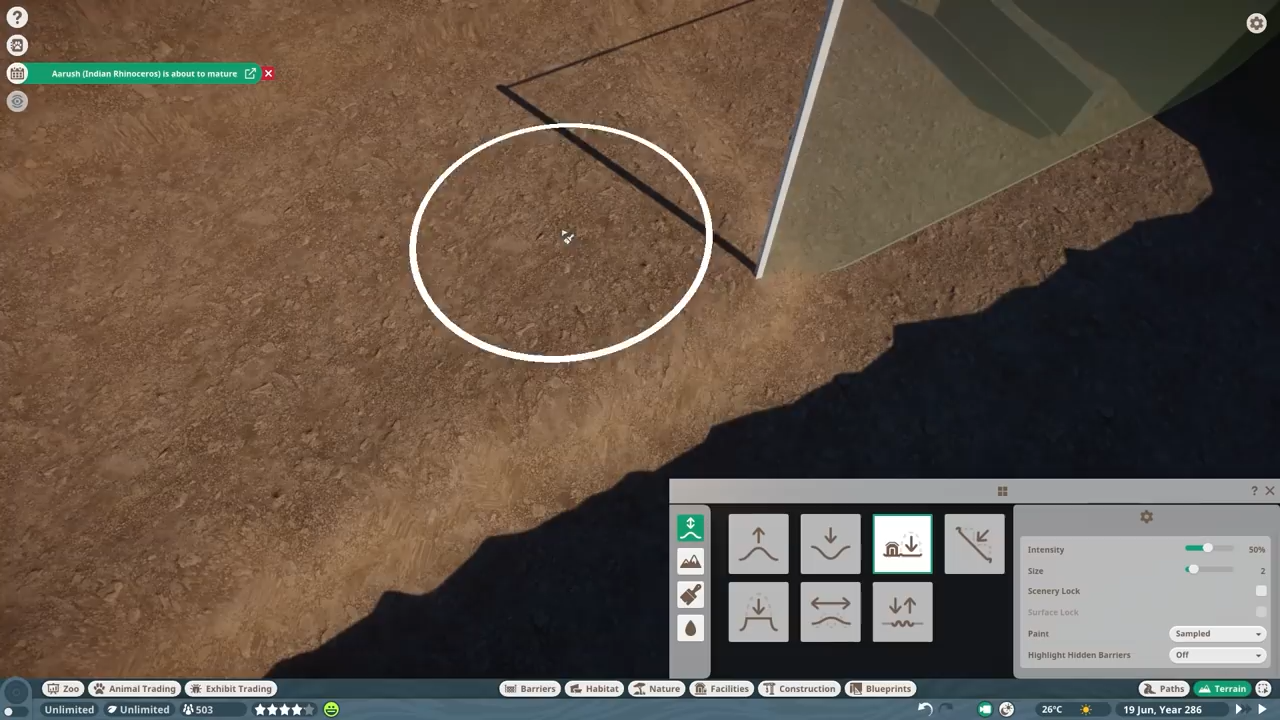 ?
Aarush (Indian Rhinoceros) is about to mature
?
Intensity 50%
Size 2
Scenery Lock
Surface Lock
Paint Sampled
Highlight Hidden Barriers Off
Zoo Animal Trading Exhibit Trading Barriers Habitat Nature Facilities Construction Blueprints Paths Terrain
Unlimited Unlimited 503 26°C 19 Jun, Year 286